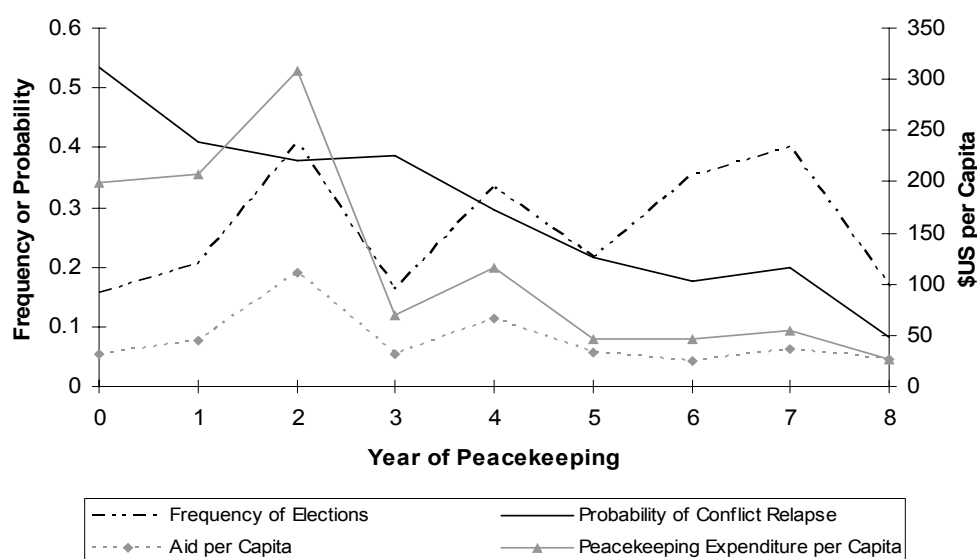 0.6
0.5
0.4
0.3
0.2
0.1
0
Frequency or Probability
350
300
250
200
150
100
50
0
$US per Capita
0 1 2 3 4 5 6 7 8
Year of Peacekeeping
Frequency of Elections
Probability of Conflict Relapse
Aid per Capita
Peacekeeping Expenditure per Capita